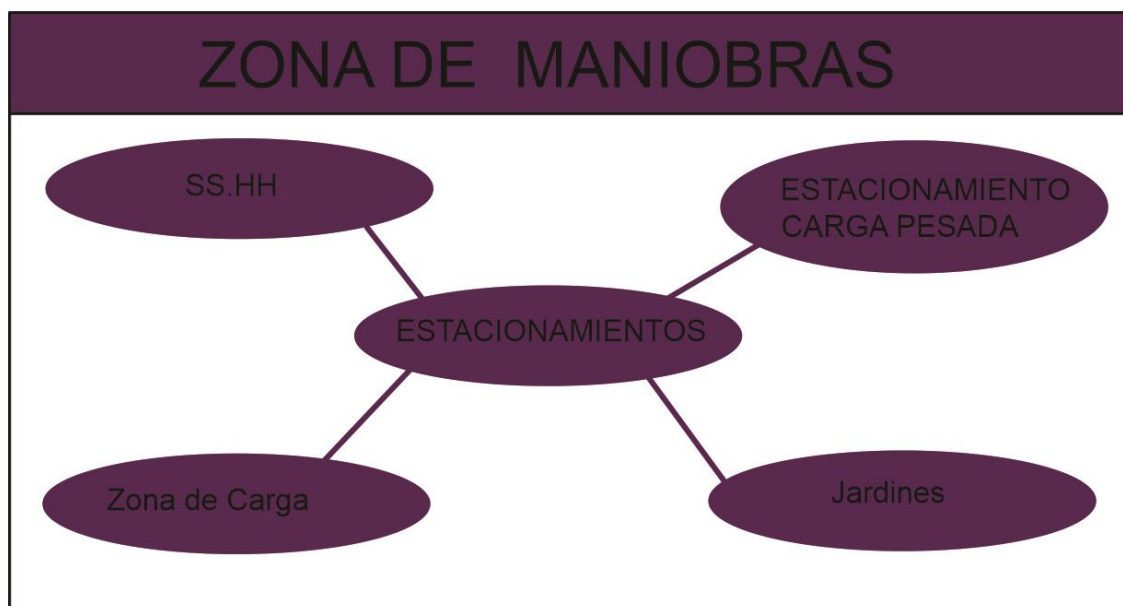 ZONA DE MANIOBRAS
SS.HH
ESTACIONAMIENTO
CARGA PESADA
ESTACIONAMIENTOS
Zona de Carga
Jardines